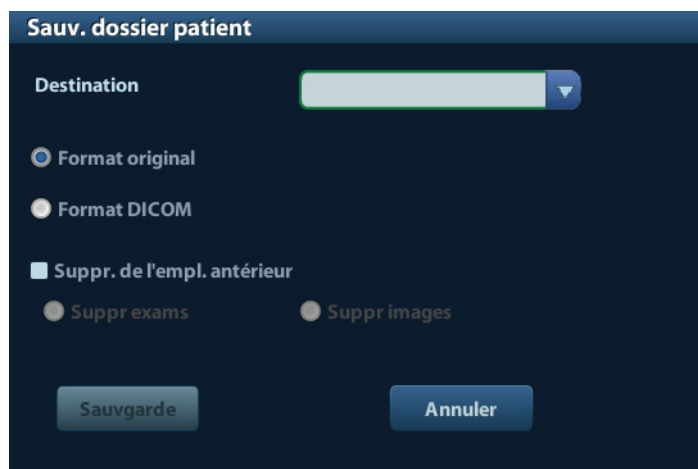 Sauv. dossier patient
Destination
Format original
Format DICOM
Suppr. de l'empl. antérieur
Suppr exams Suppr images
Sauvgarde Annuler